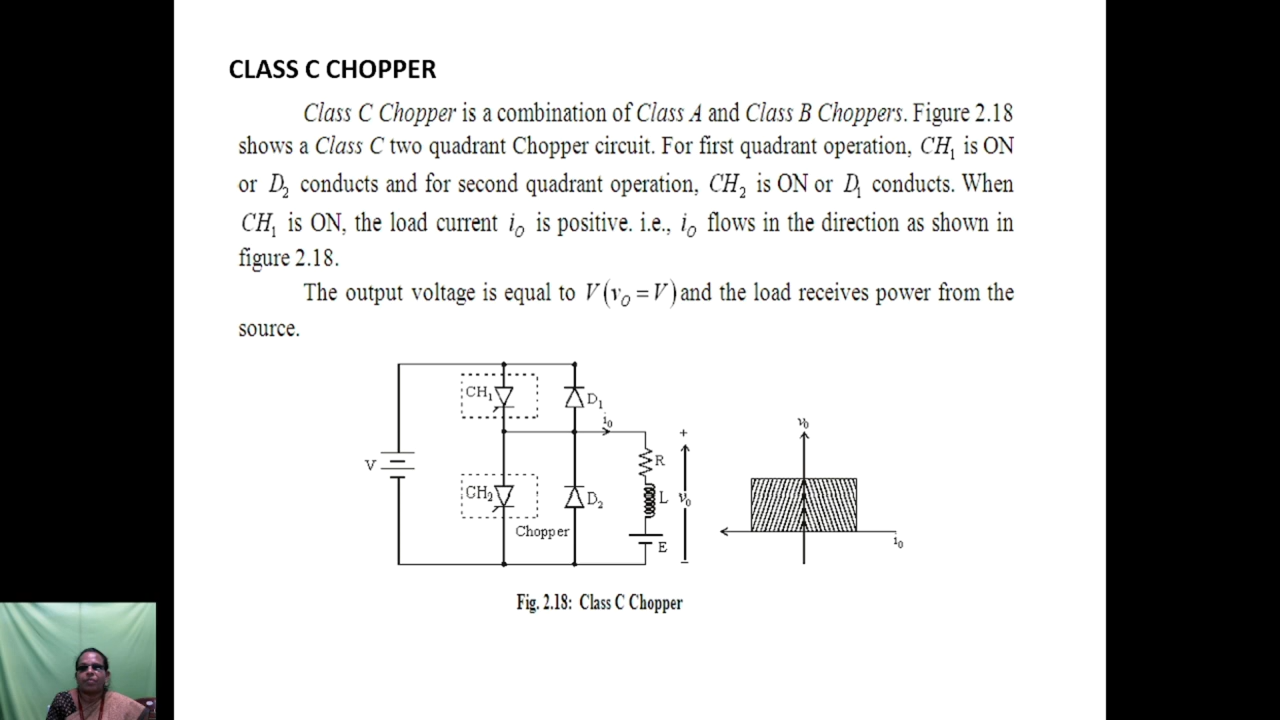 CLASS C CHOPPER
Class C Chopper is a combination of Class A and Class B Choppers. Figure 2.18
shows a Class C two quadrant Chopper circuit. For first quadrant operation, CH₁ is ON
or D₂ conducts and for second quadrant operation, CH₂ is ON or D₁ conducts. When
CH₁ is ON, the load current i_O is positive. i.e., i_O flows in the direction as shown in
figure 2.18.
The output voltage is equal to V(v_O = V) and the load receives power from the
source.
CH₁
D₁
i₀
V
CH₂
D₂
Chopper
+
R
L
v₀
E
−
v₀
i₀
Fig. 2.18: Class C Chopper